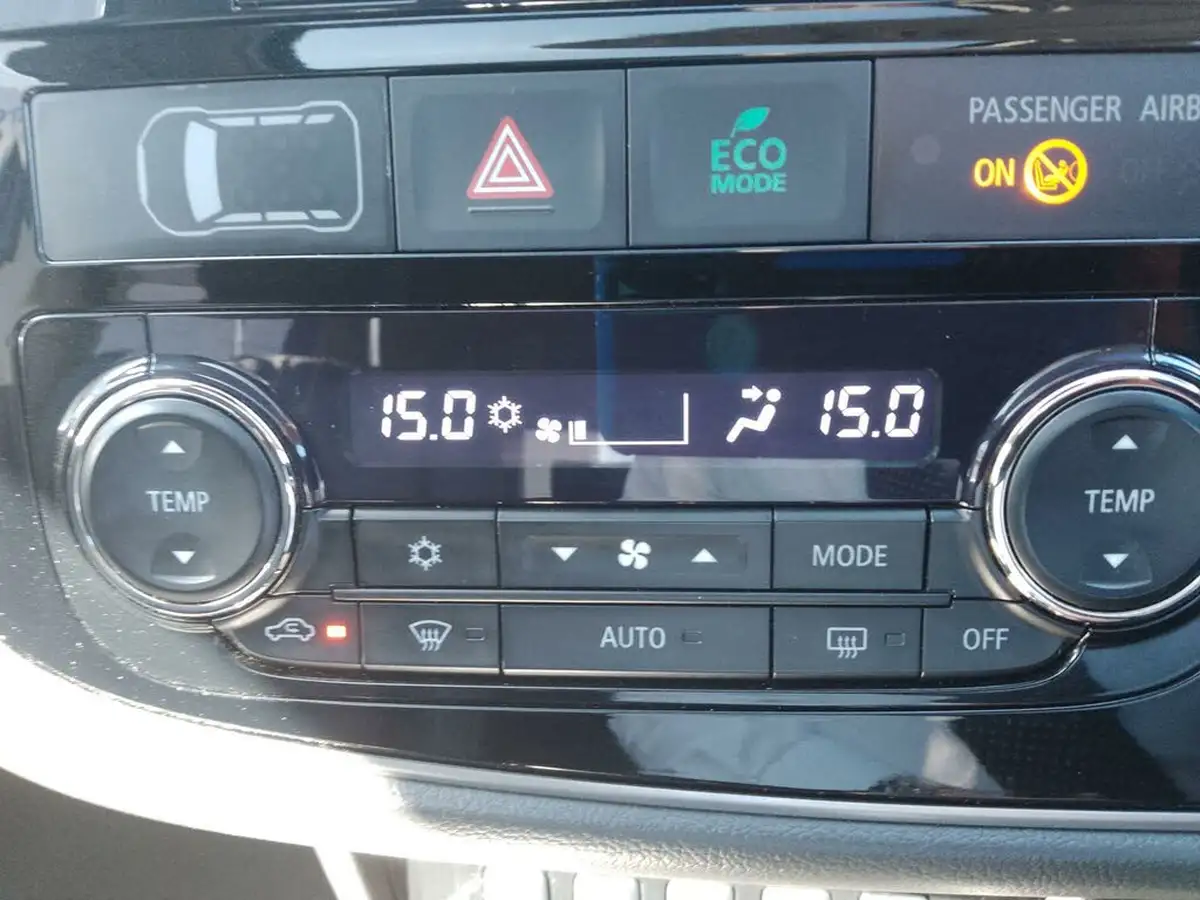 ECO
MODE
PASSENGER AIRB
ON
15.0
15.0
TEMP
TEMP
MODE
AUTO
OFF